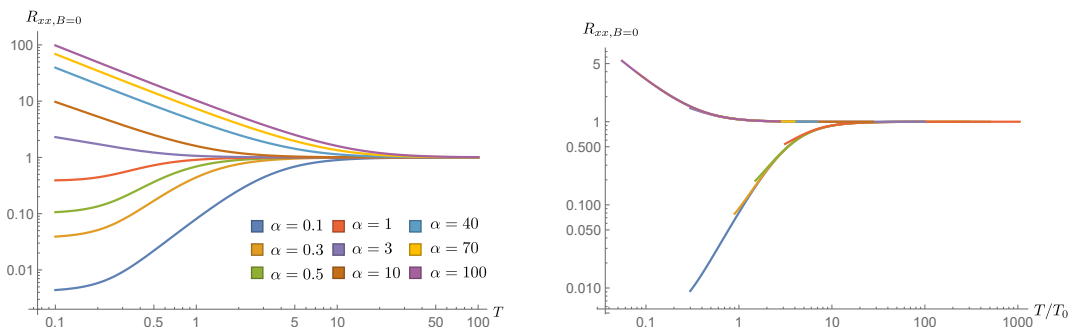 R_{xx,B=0}
100
10
1
0.10
0.01
0.1 0.5 1 5 10 50 100 T
α = 0.1 α = 1 α = 40
α = 0.3 α = 3 α = 70
α = 0.5 α = 10 α = 100
R_{xx,B=0}
5
1
0.500
0.100
0.050
0.010
0.1 1 10 100 1000 T/T_0